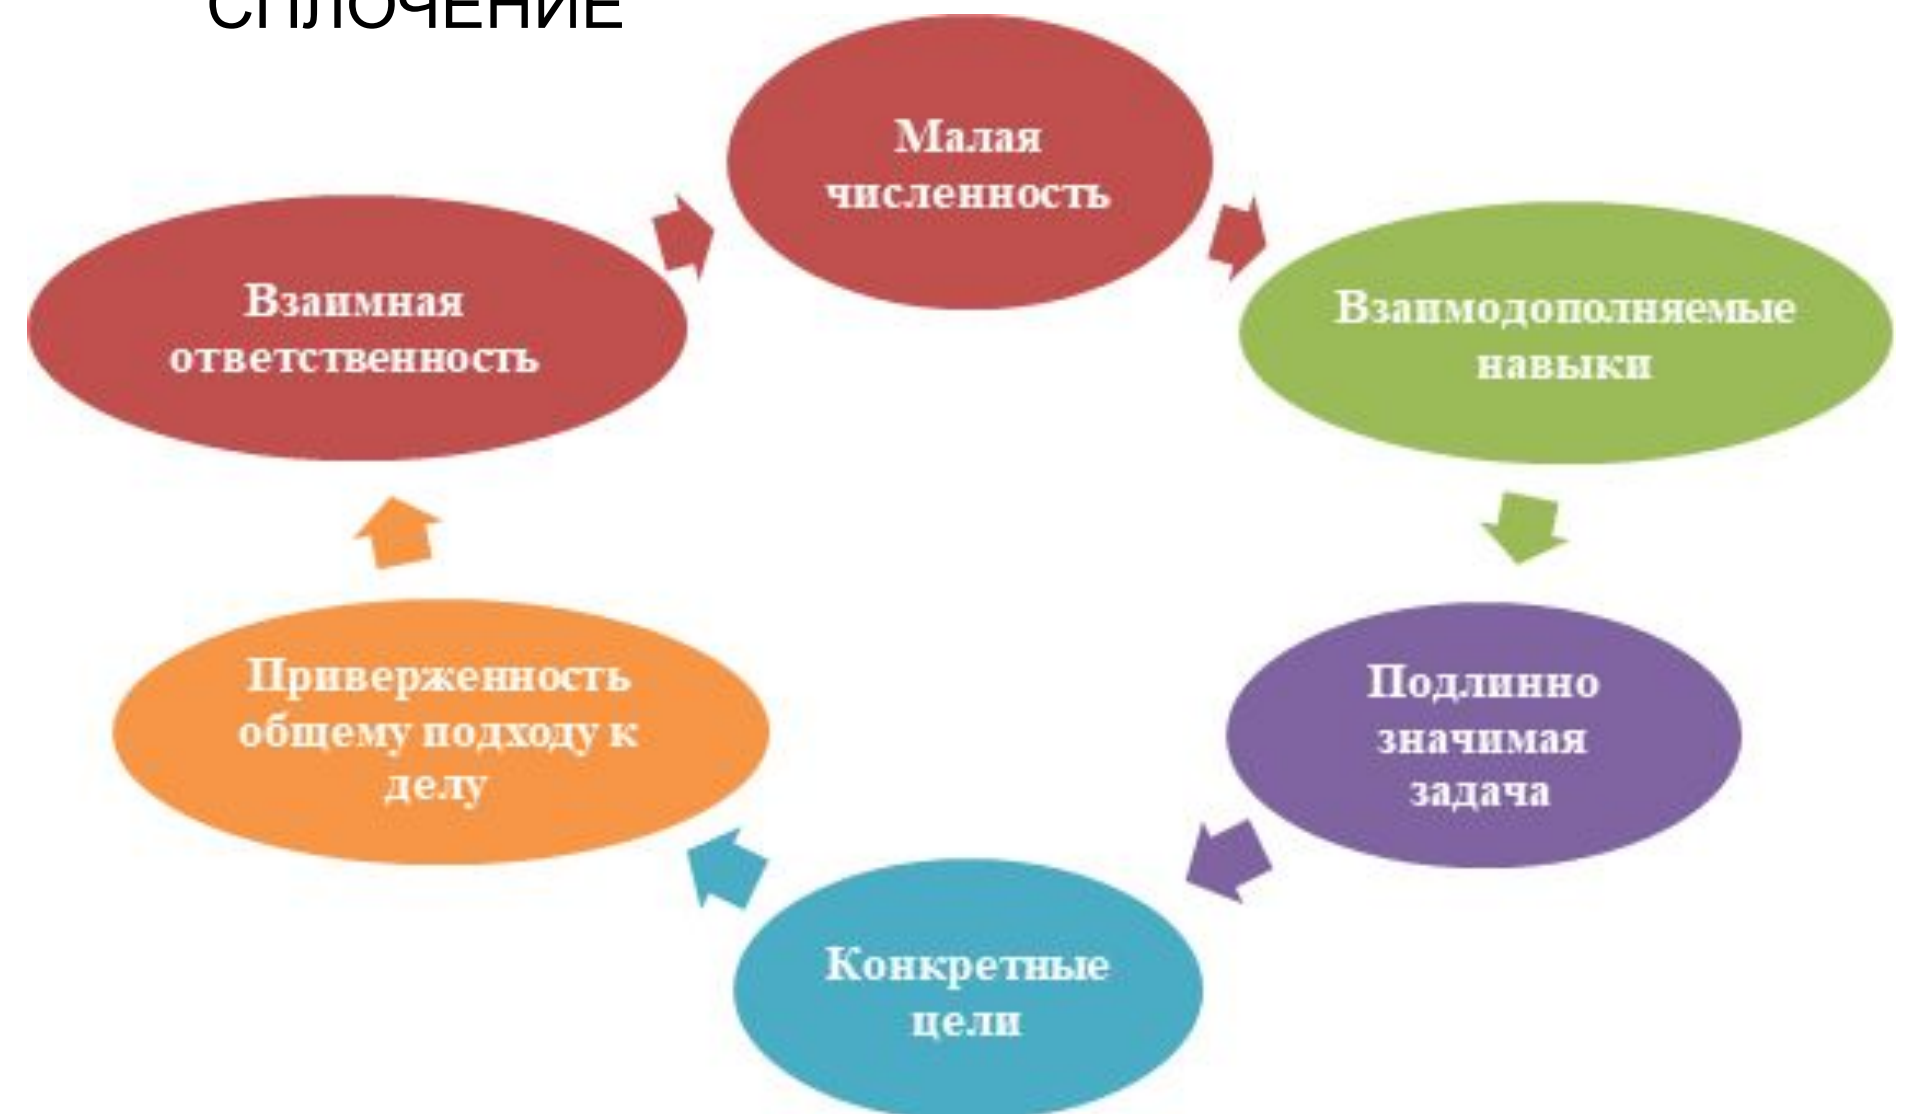 СПЛОЧЕНИЕ
Малая
численность
Взаимодополняемые
навыки
Подлинно
значимая
задача
Конкретные
цели
Приверженность
общему подходу к
делу
Взаимная
ответственность